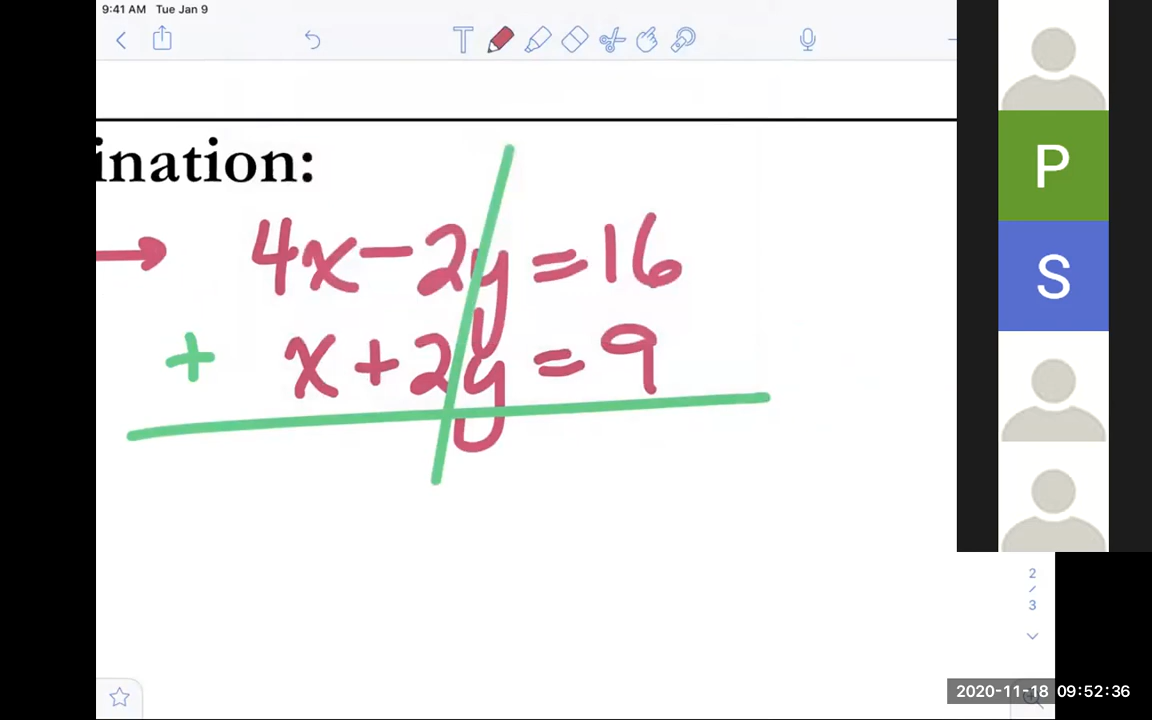 9:41 AM Tue Jan 9
T
ination:
→ 4x-2y=16
+ x+2y=9
P
S
2
/
3
2020-11-18 09:52:36